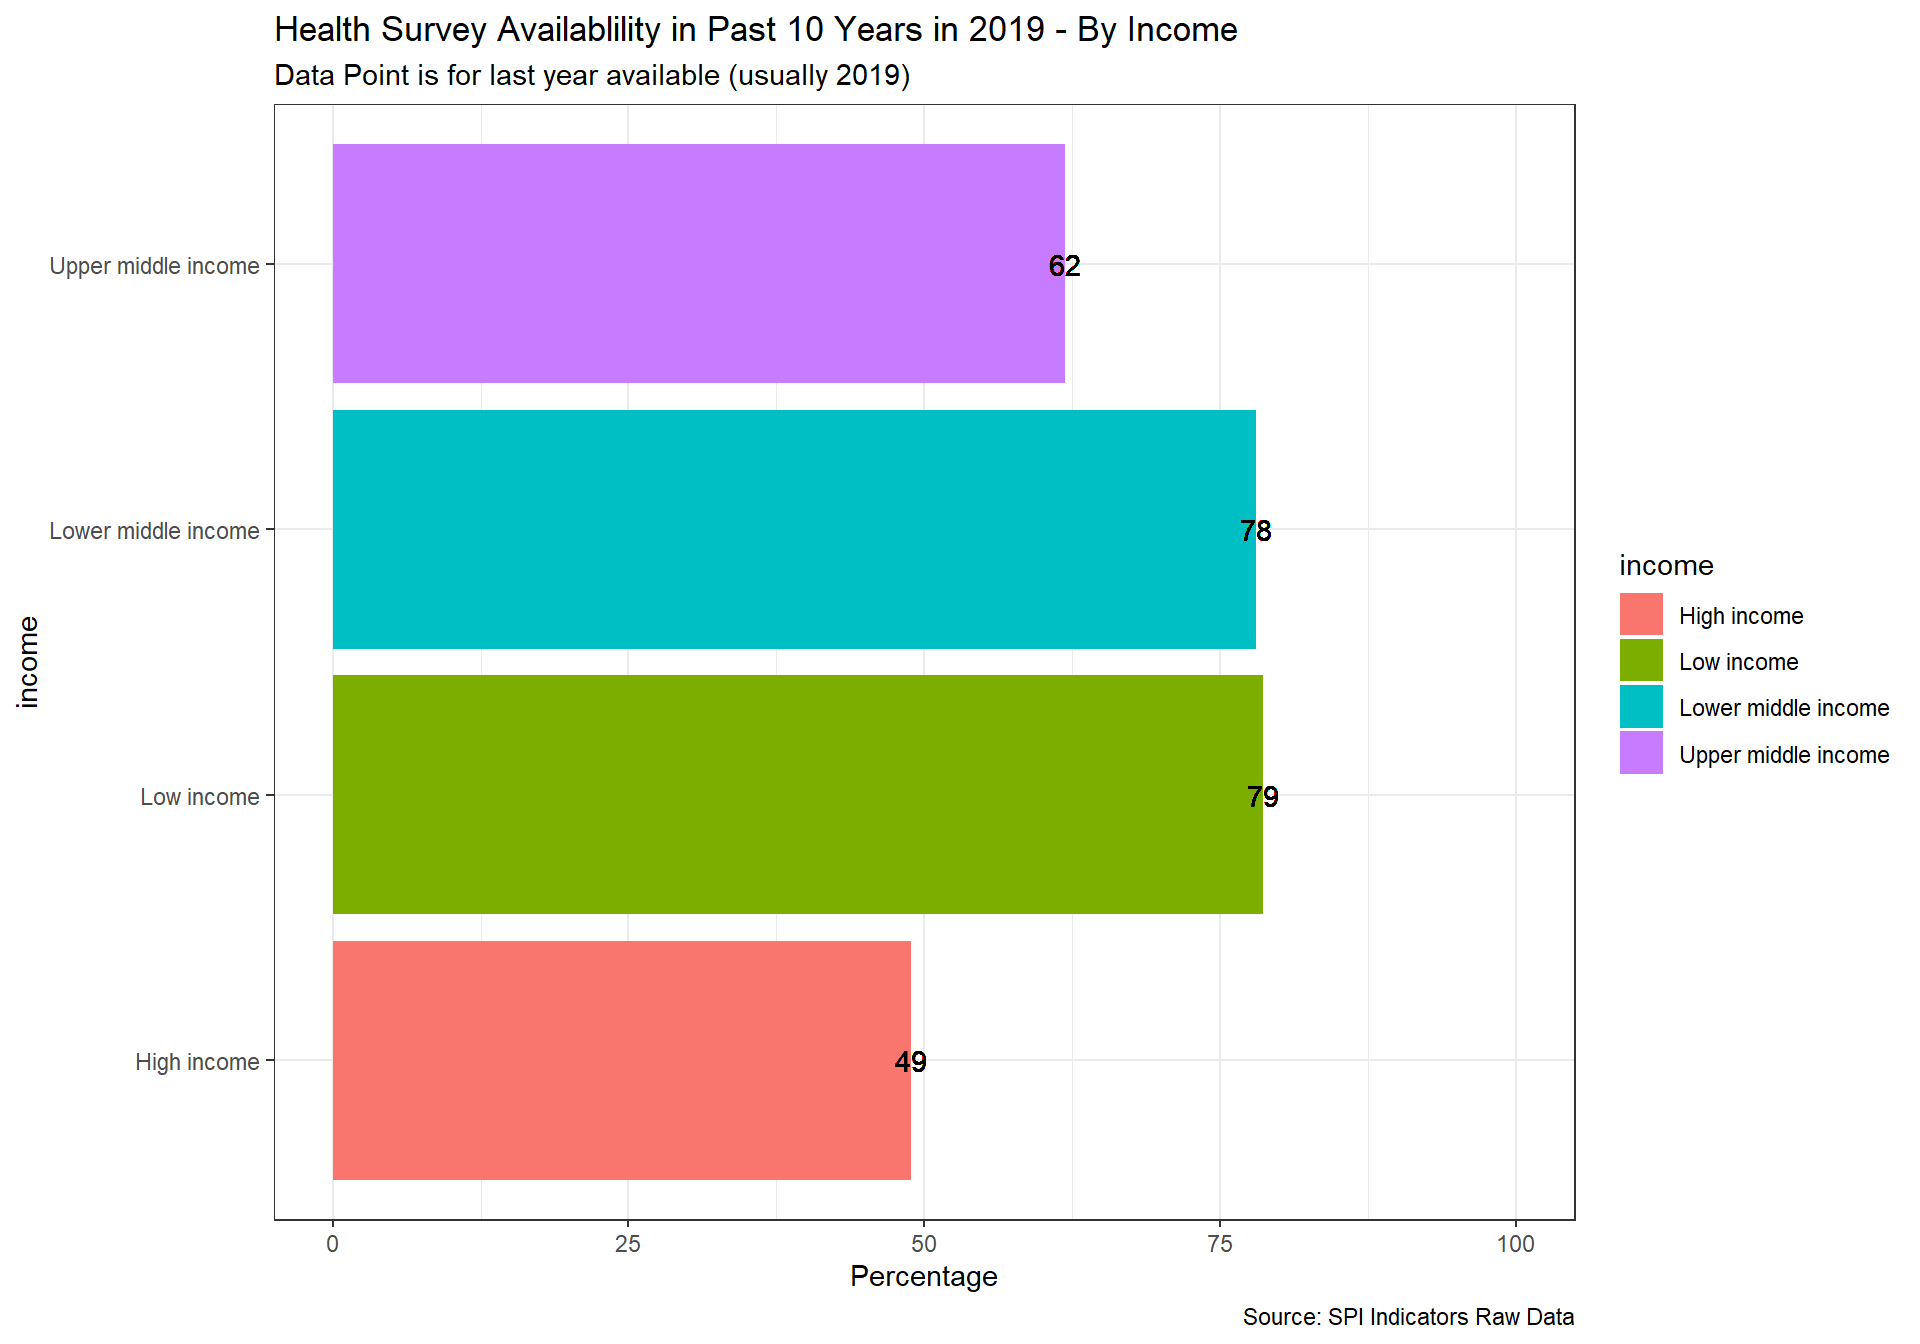 Health Survey Availablility in Past 10 Years in 2019 - By Income
Data Point is for last year available (usually 2019)
income
Upper middle income
62
Lower middle income
78
Low income
79
High income
49
0 25 50 75 100
Percentage
income
High income
Low income
Lower middle income
Upper middle income
Source: SPI Indicators Raw Data